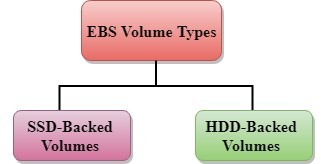 EBS Volume Types
SSD-Backed
Volumes
HDD-Backed
Volumes